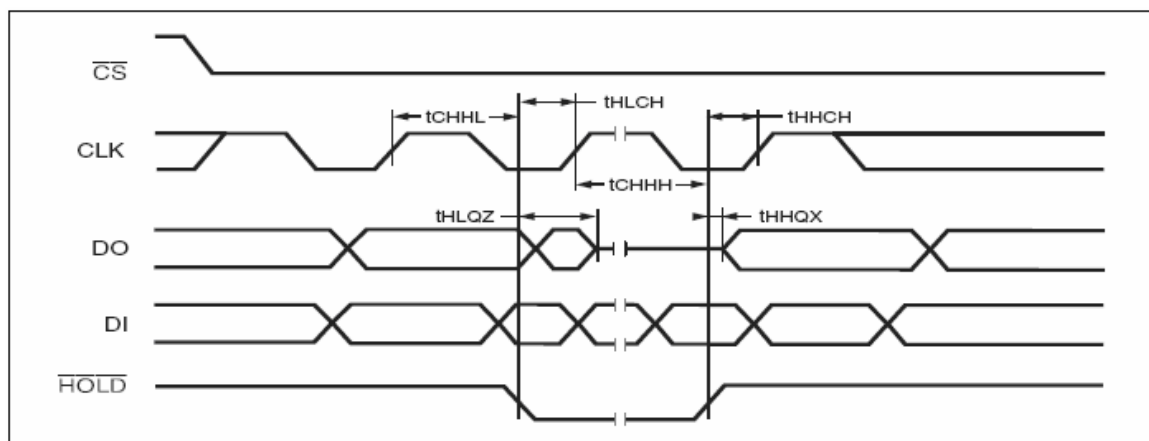 CS
tHLCH
tCHHL
tHHCH
CLK
tCHHH
tHLQZ
tHHQX
DO
DI
HOLD